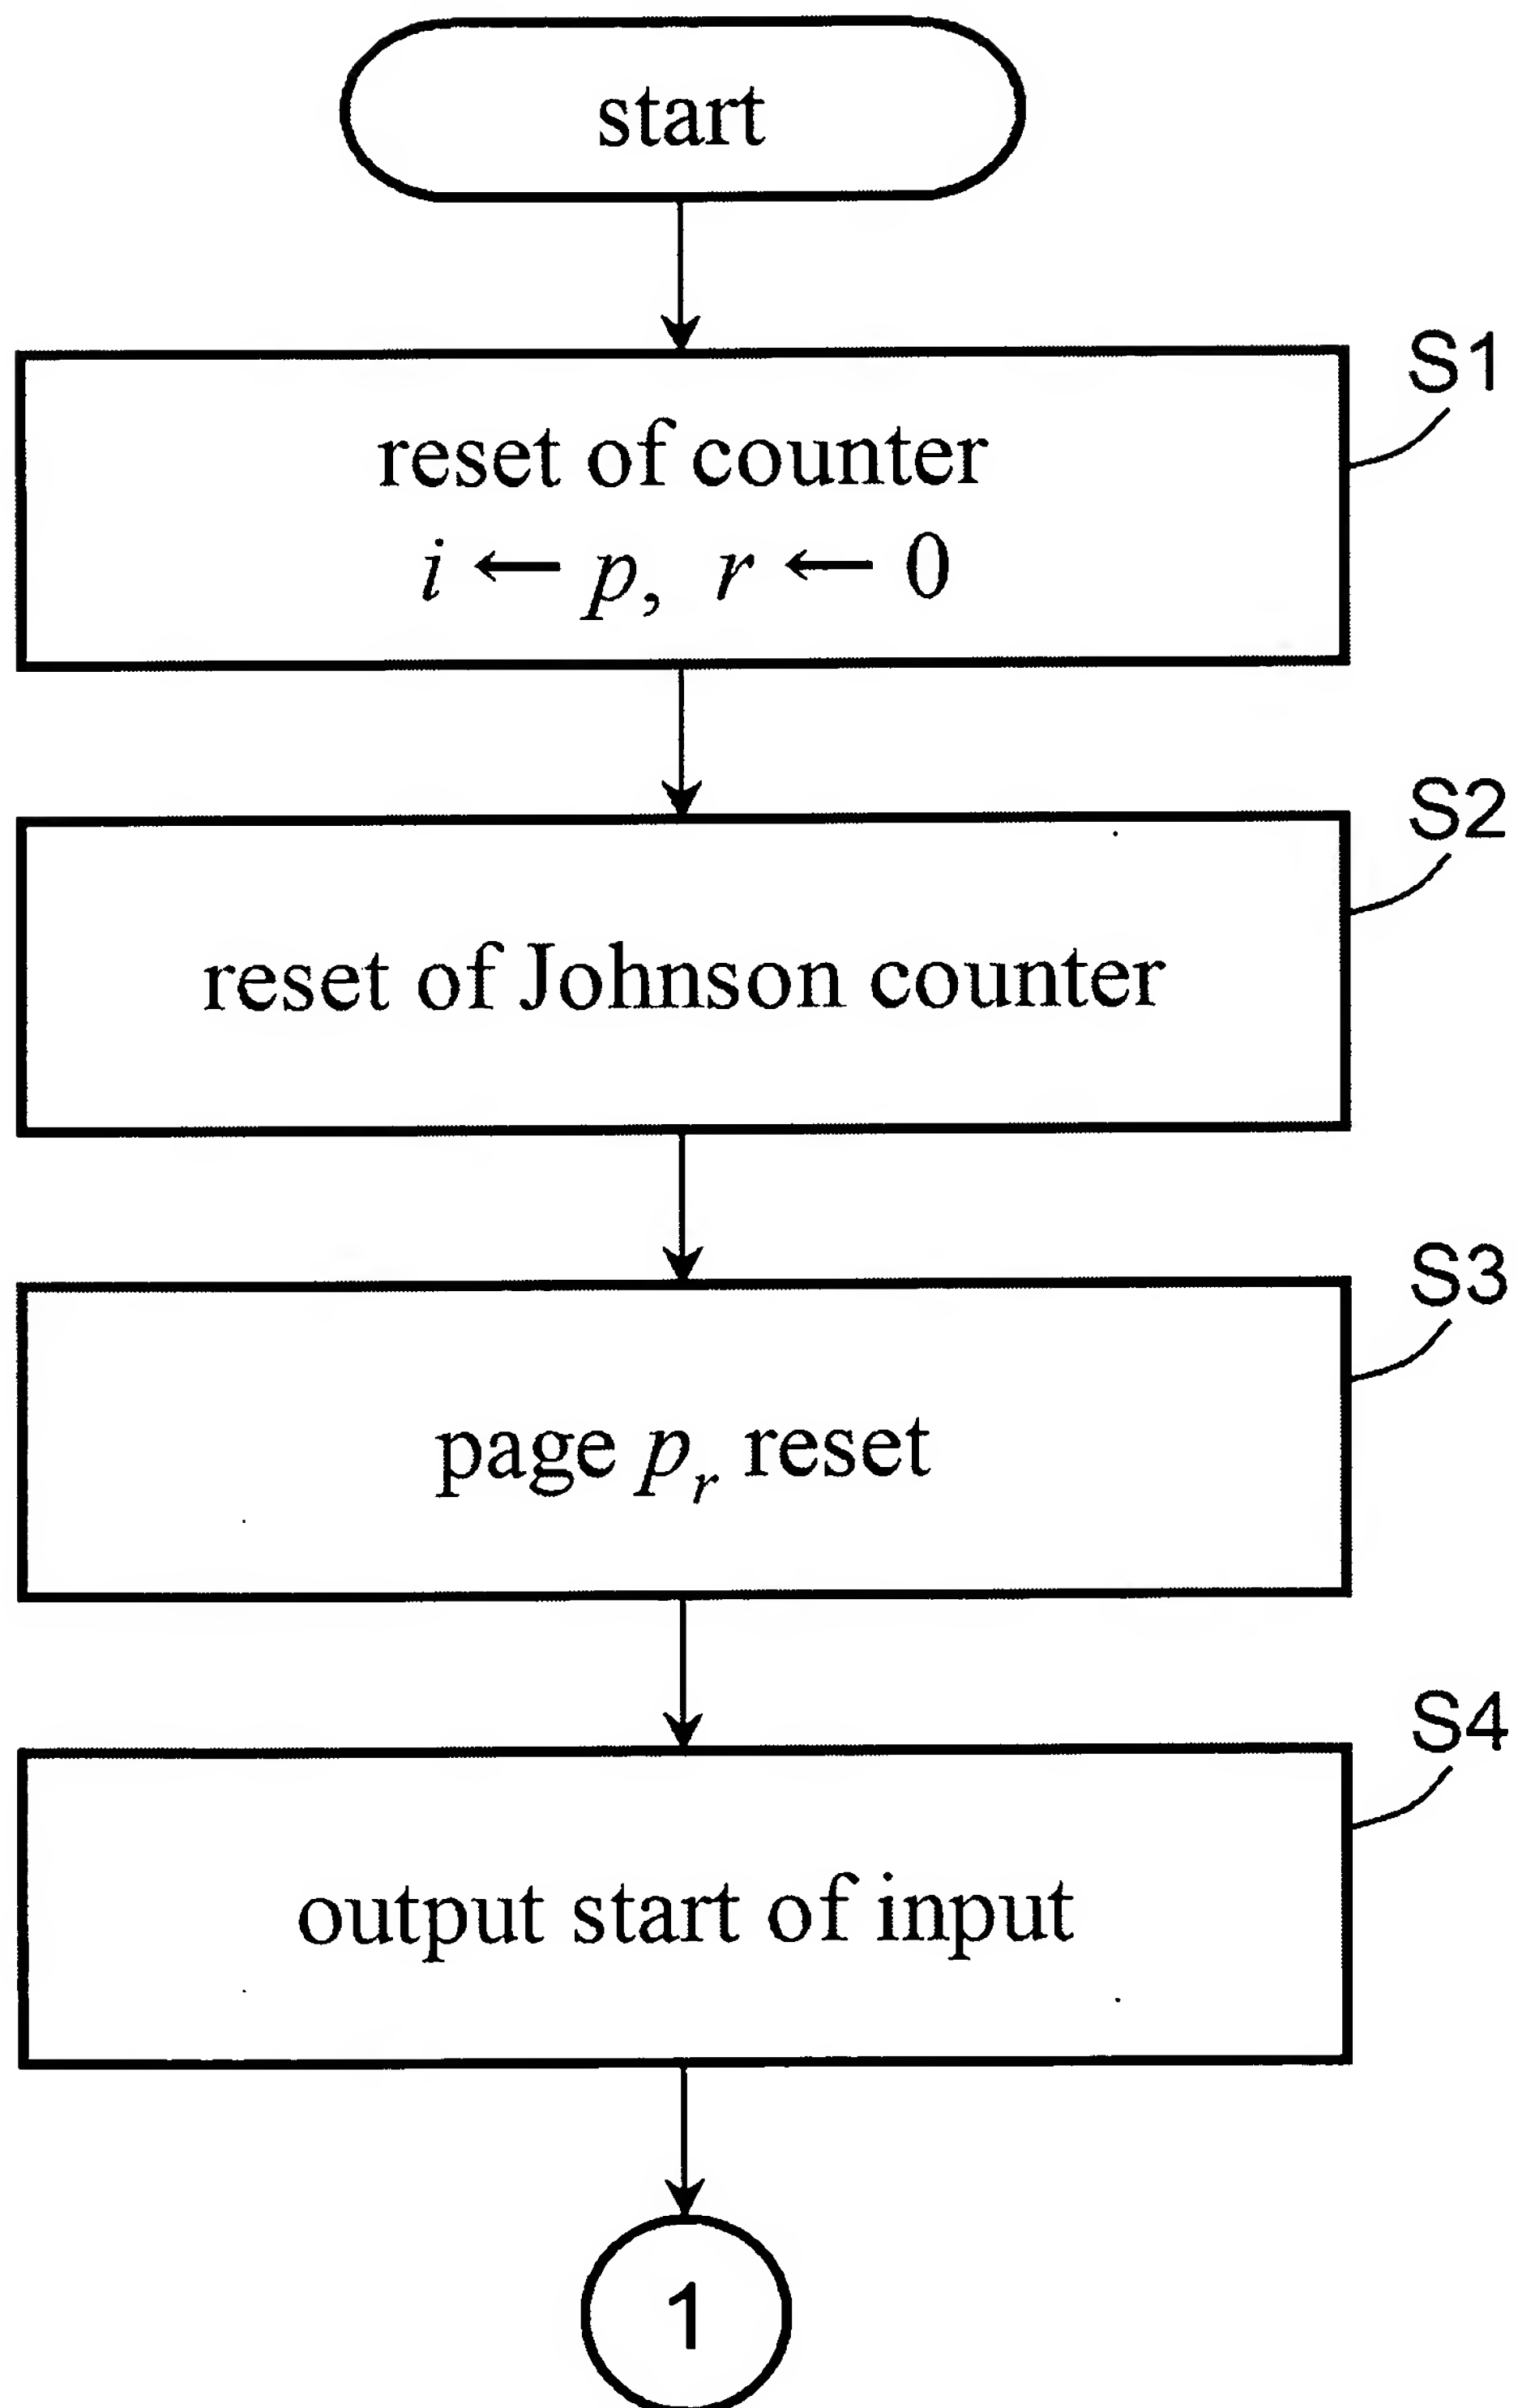 start
S1
reset of counter
i ← p, r ← 0
S2
reset of Johnson counter
S3
page pᵣ reset
S4
output start of input
1